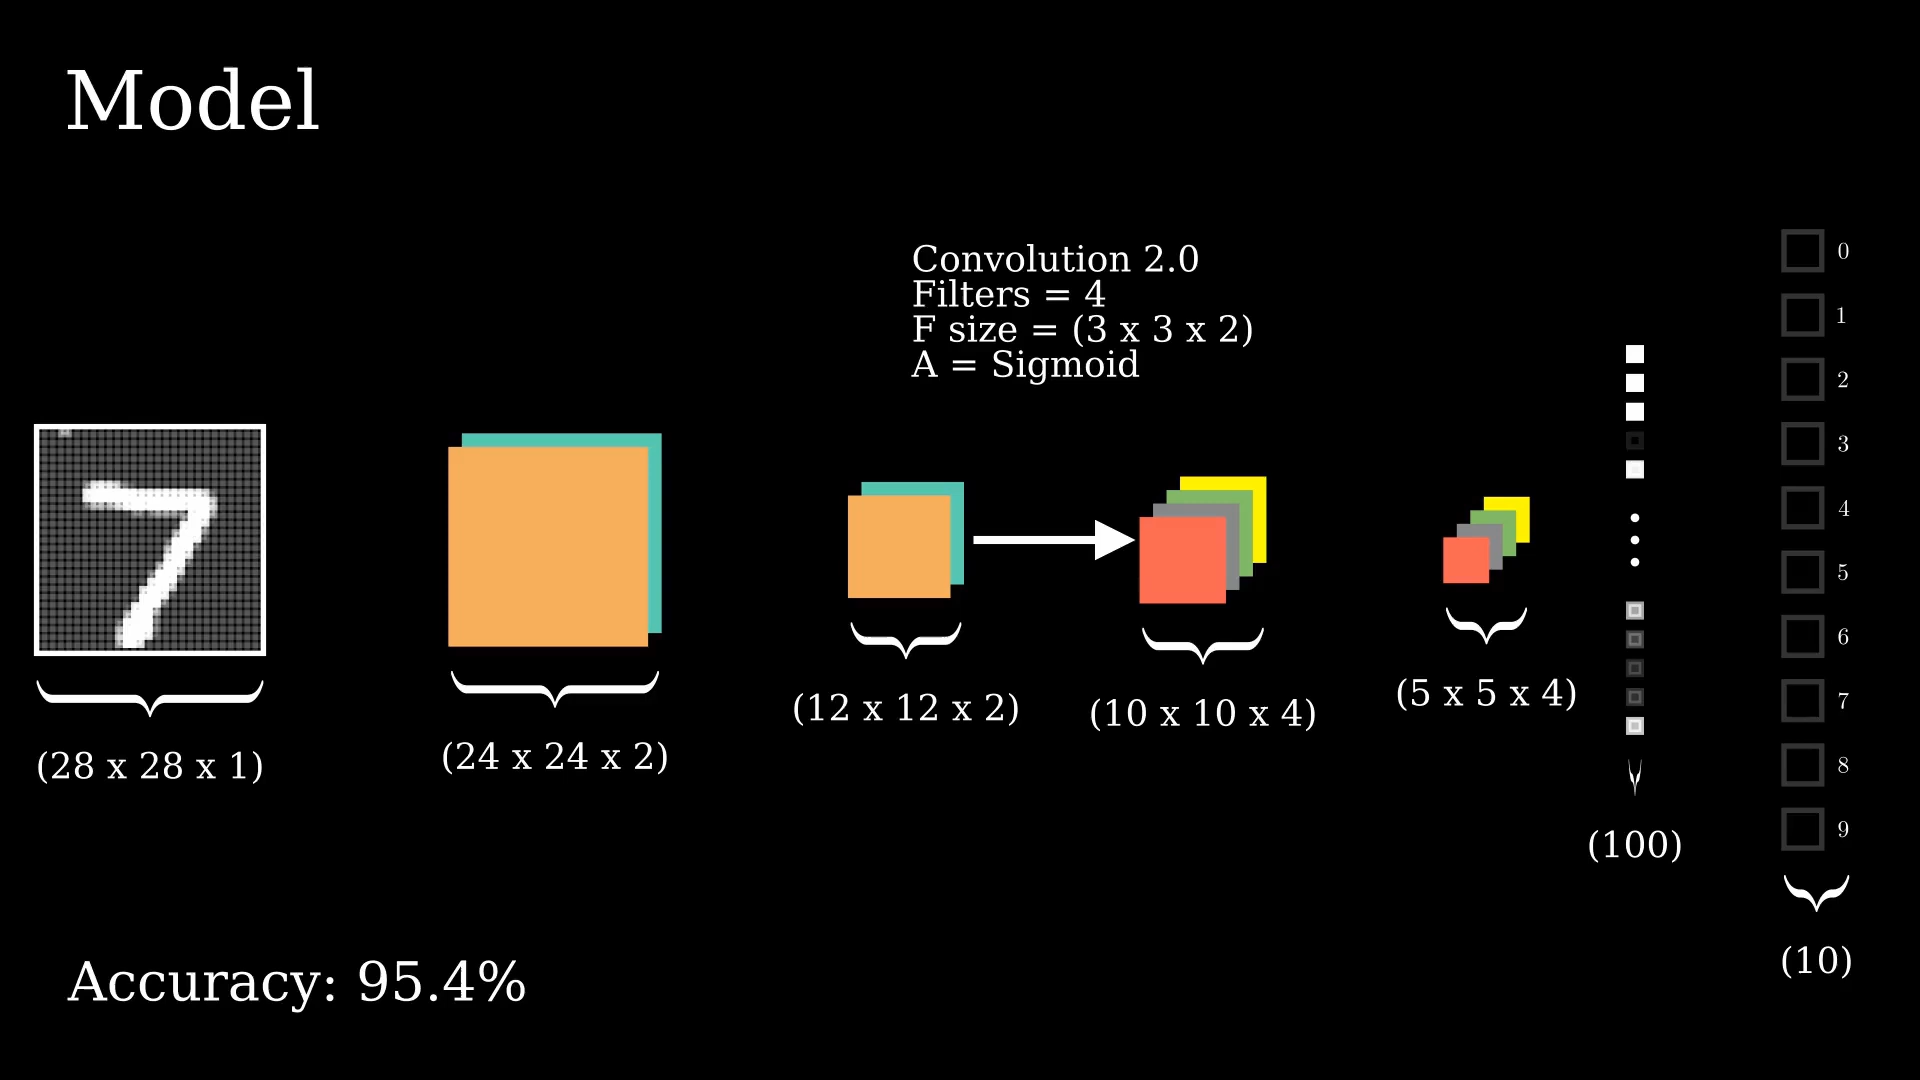 Model
Convolution 2.0
Filters = 4
F size = (3 x 3 x 2)
A = Sigmoid
7
(28 x 28 x 1)
(24 x 24 x 2)
(12 x 12 x 2)
(10 x 10 x 4)
(5 x 5 x 4)
(100)
0
1
2
3
4
5
6
7
8
9
(10)
Accuracy: 95.4%